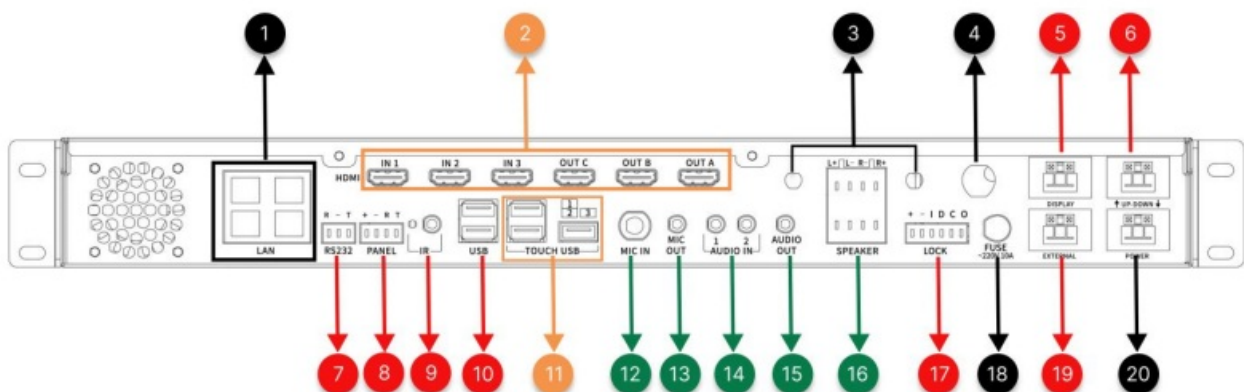 1 2 3 4 5 6
IN 1 IN 2 IN 3 OUT C OUT B OUT A
L+ L- R- R+
HDMI
DISPLAY ↑ UP-DOWN ↓
R - T + - R T
1
2 3
1 2
+ - I D C O
LAN RS232 PANEL IR USB TOUCH USB MIC IN MIC OUT AUDIO IN AUDIO OUT SPEAKER LOCK FUSE
~220V 10A
EXTERNAL POWER
7 8 9 10 11 12 13 14 15 16 17 18 19 20